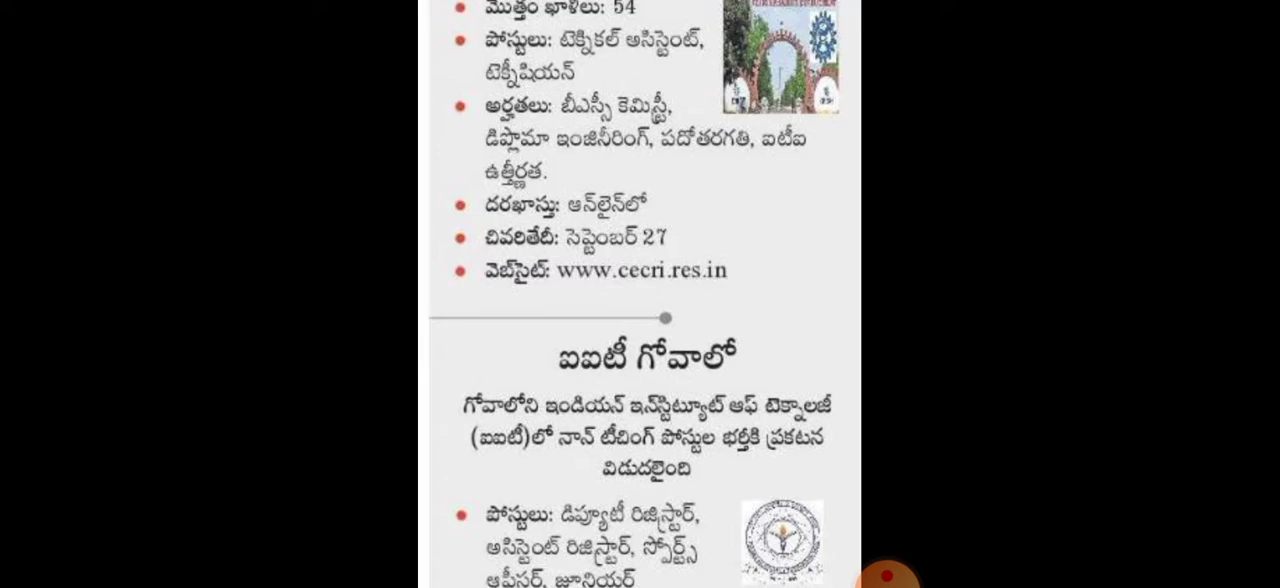 మొత్తం ఖాళీలు: 54
పోస్టులు: టెక్నికల్ అసిస్టెంట్,
టెక్నీషియన్
అర్హతలు: బీఎస్సీ కెమిస్ట్రీ,
డిప్లొమా ఇంజినీరింగ్, పదోతరగతి, ఐటీఐ
ఉత్తీర్ణత.
దరఖాస్తు: ఆన్‌లైన్‌లో
చివరితేదీ: సెప్టెంబర్ 27
వెబ్‌సైట్: www.cecri.res.in
ఐఐటీ గోవాలో
గోవాలోని ఇండియన్ ఇన్‌స్టిట్యూట్ ఆఫ్ టెక్నాలజీ
(ఐఐటీ)లో నాన్ టీచింగ్ పోస్టుల భర్తీకి ప్రకటన
విడుదలైంది
పోస్టులు: డిప్యూటీ రిజిస్ట్రార్,
అసిస్టెంట్ రిజిస్ట్రార్, స్పోర్ట్స్
ఆఫీసర్, జూనియర్